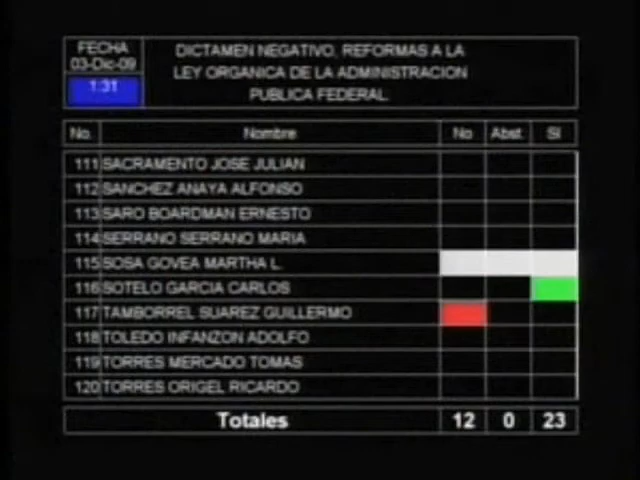 FECHA
03-Dic-09
1:31
DICTAMEN NEGATIVO, REFORMAS A LA
LEY ORGANICA DE LA ADMINISTRACION
PUBLICA FEDERAL.
No. Nombre No Abst. SI
111 SACRAMENTO JOSE JULIAN
112 SANCHEZ ANAYA ALFONSO
113 SARO BOARDMAN ERNESTO
114 SERRANO SERRANO MARIA
115 SOSA GOVEA MARTHA L.
116 SOTELO GARCIA CARLOS
117 TAMBORREL SUAREZ GUILLERMO
118 TOLEDO INFANZON ADOLFO
119 TORRES MERCADO TOMAS
120 TORRES ORIGEL RICARDO
Totales 12 0 23